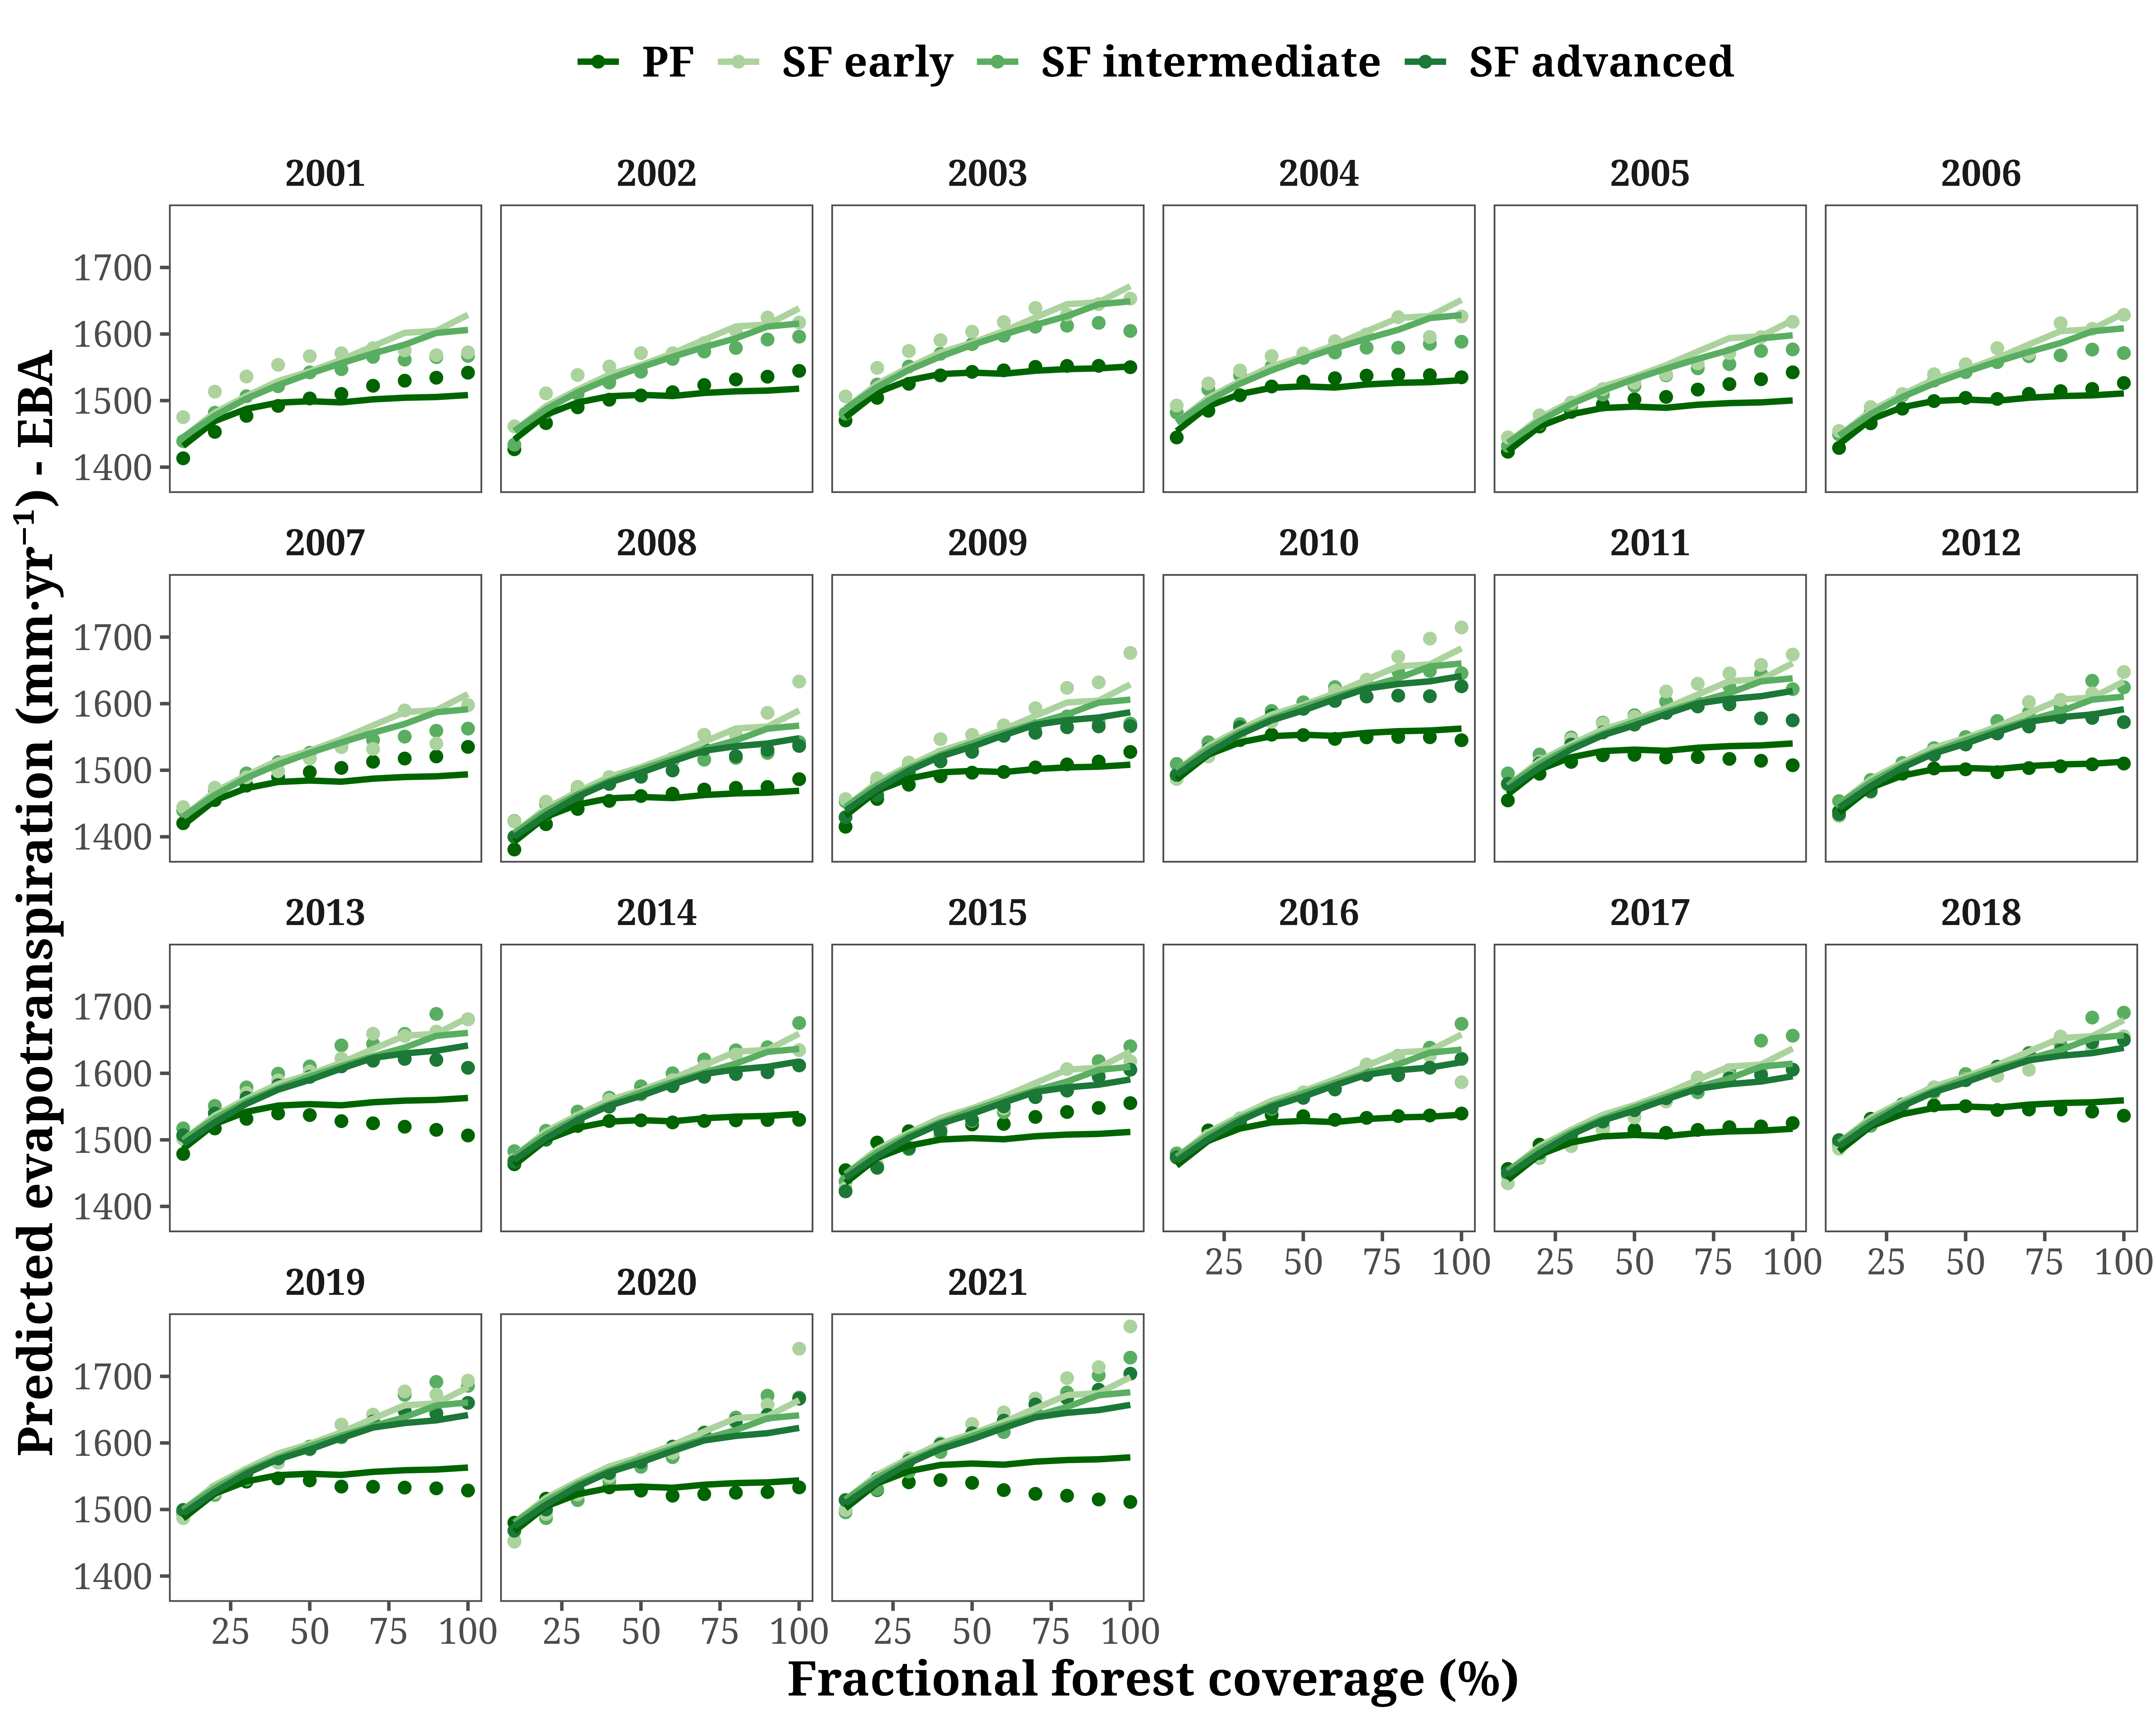 PF SF early SF intermediate SF advanced
Predicted evapotranspiration (mm·yr⁻¹) - EBA
2001 2002 2003 2004 2005 2006
1700
1600
1500
1400
2007 2008 2009 2010 2011 2012
1700
1600
1500
1400
2013 2014 2015 2016 2017 2018
1700
1600
1500
1400
25 50 75 100 25 50 75 100 25 50 75 100
2019 2020 2021
1700
1600
1500
1400
25 50 75 100 25 50 75 100 25 50 75 100
Fractional forest coverage (%)